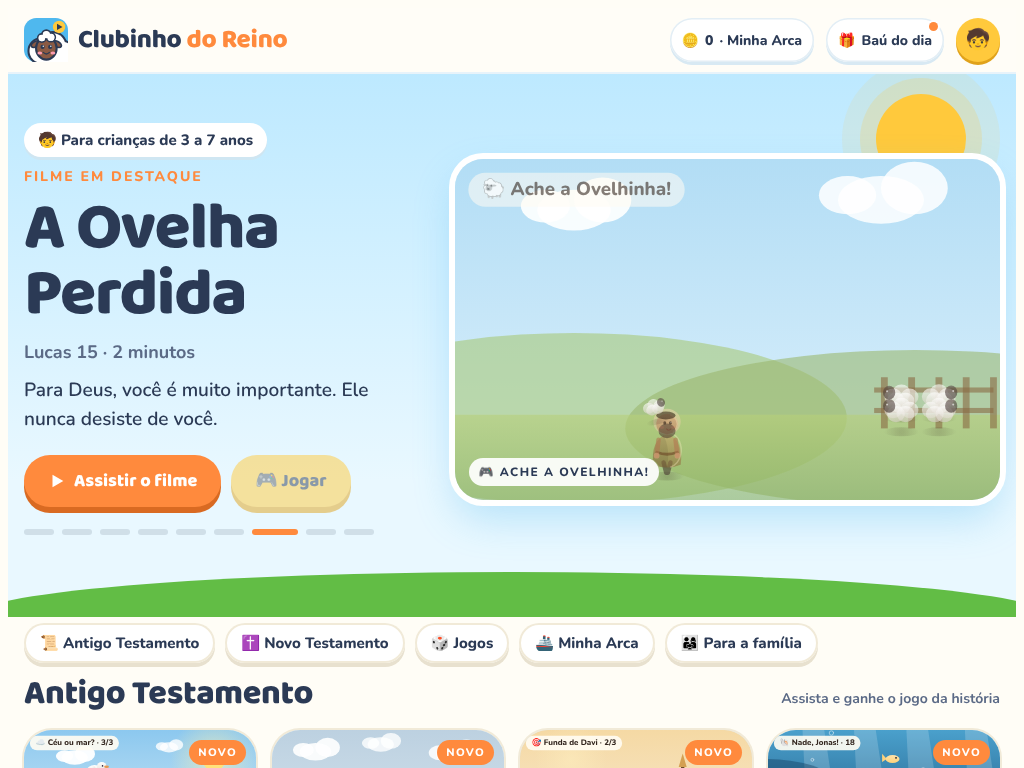 Clubinho do Reino
0 · Minha Arca
Baú do dia
Para crianças de 3 a 7 anos
FILME EM DESTAQUE
A Ovelha
Perdida
Lucas 15 · 2 minutos
Para Deus, você é muito importante. Ele
nunca desiste de você.
Assistir o filme
Jogar
Ache a Ovelhinha!
ACHE A OVELHINHA!
Antigo Testamento
Novo Testamento
Jogos
Minha Arca
Para a família
Antigo Testamento
Assista e ganhe o jogo da história
Céu ou mar? · 3/3
NOVO
NOVO
Funda de Davi · 2/3
NOVO
Nade, Jonas! · 18
NOVO